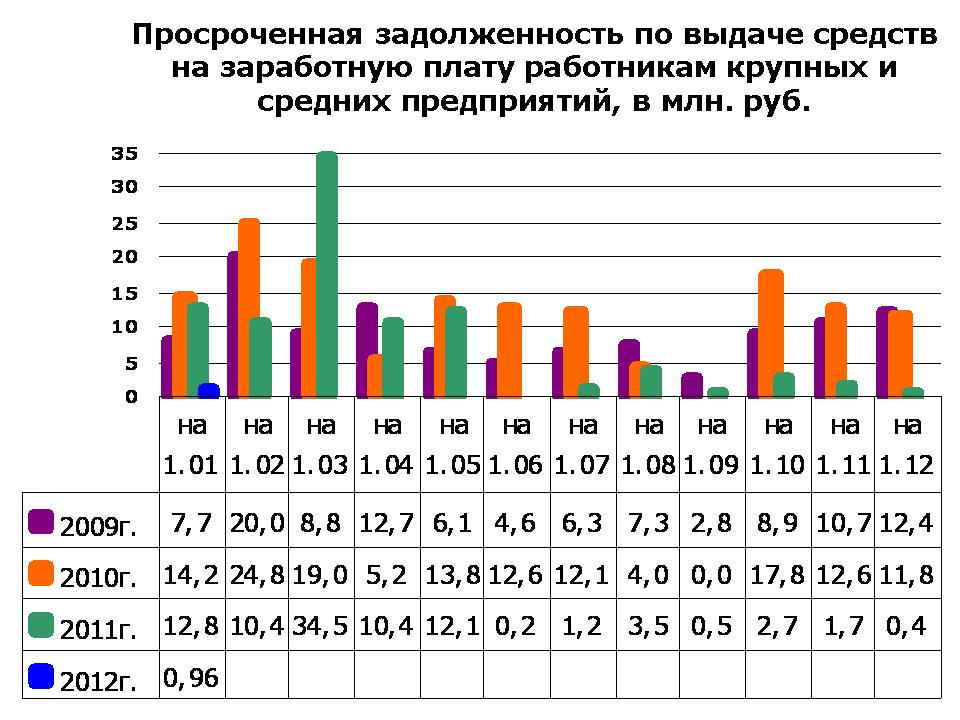 Просроченная задолженность по выдаче средств
на заработную плату работникам крупных и
средних предприятий, в млн. руб.
35
30
25
20
15
10
5
0
на на на на на на на на на на на на
1.01 1.02 1.03 1.04 1.05 1.06 1.07 1.08 1.09 1.10 1.11 1.12
2009г. 7,7 20,0 8,8 12,7 6,1 4,6 6,3 7,3 2,8 8,9 10,7 12,4
2010г. 14,2 24,8 19,0 5,2 13,8 12,6 12,1 4,0 0,0 17,8 12,6 11,8
2011г. 12,8 10,4 34,5 10,4 12,1 0,2 1,2 3,5 0,5 2,7 1,7 0,4
2012г. 0,96